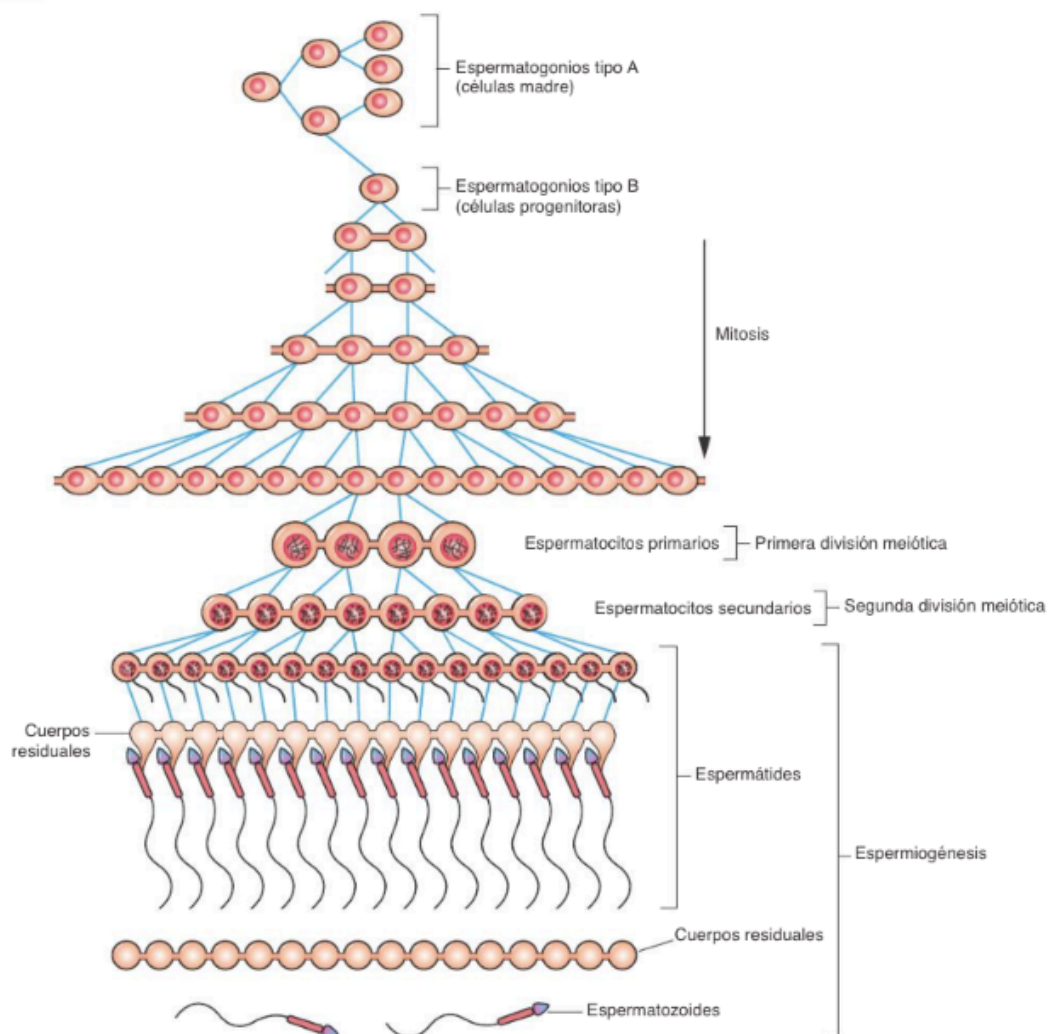 Espermatogonios tipo A
(células madre)
Espermatogonios tipo B
(células progenitoras)
Mitosis
Espermatocitos primarios
Primera división meiótica
Espermatocitos secundarios
Segunda división meiótica
Cuerpos
residuales
Espermátides
Espermiogénesis
Cuerpos residuales
Espermatozoides